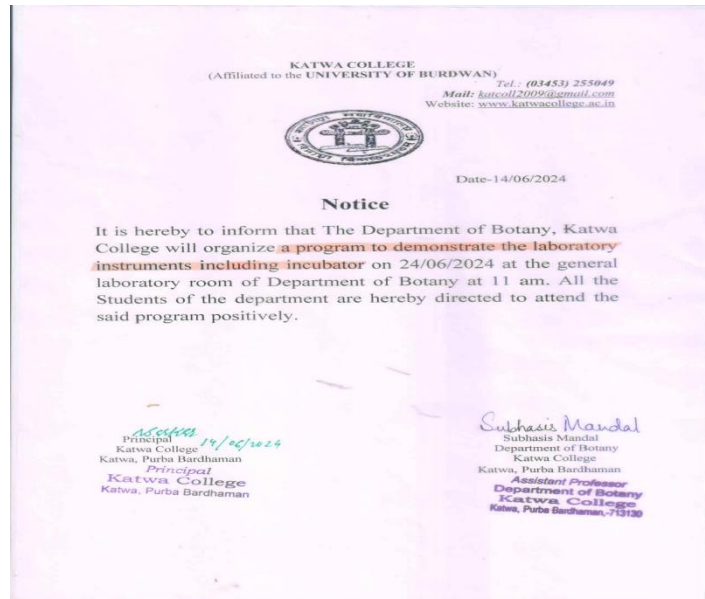 KATWA COLLEGE
(Affiliated to the UNIVERSITY OF BURDWAN)
Tel.: (03453) 255049
Mail: katcoll2009@gmail.com
Website: www.katwacollege.ac.in
Date-14/06/2024
Notice
It is hereby to inform that The Department of Botany, Katwa
College will organize a program to demonstrate the laboratory
instruments including incubator on 24/06/2024 at the general
laboratory room of Department of Botany at 11 am. All the
Students of the department are hereby directed to attend the
said program positively.
14/06/2024
Principal
Katwa College
Katwa, Purba Bardhaman
Principal
Katwa College
Katwa, Purba Bardhaman
Subhasis Mandal
Subhasis Mandal
Department of Botany
Katwa College
Katwa, Purba Bardhaman
Assistant Professor
Department of Botany
Katwa College
Katwa, Purba Bardhaman,-713130